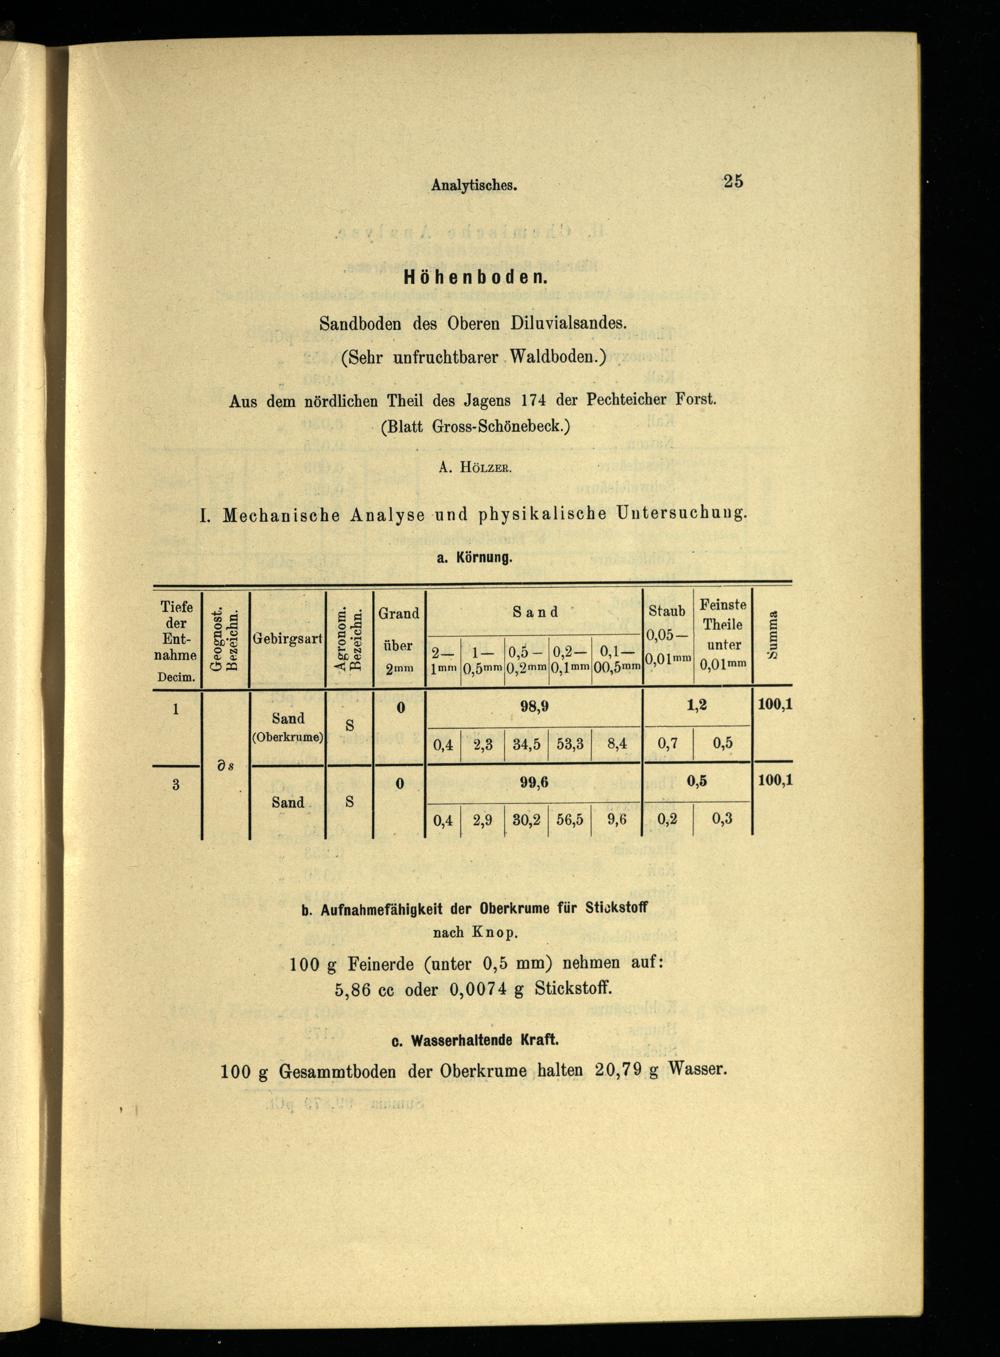 Analytisches. 25
Höhenboden.
Sandboden des Oberen Diluvialsandes.
(Sehr unfruchtbarer Waldboden.)
Aus dem nördlichen Theil des Jagens 174 der Pechteicher Forst.
(Blatt Gross-Schönebeck.)
A. HÖLZER.
I. Mechanische Analyse und physikalische Untersuchung.
a. Körnung.
Tiefe der Ent-nahme Decim. | Geognost. Bezeichn. | Gebirgsart | Agronom. Bezeichn. | Grand über 2mm | Sand | Staub 0,05—0,01mm | Feinste Theile unter 0,01mm | Summa
2—1mm | 1—0,5mm | 0,5—0,2mm | 0,2—0,1mm | 0,1—00,5mm
1 | ∂s | Sand (Oberkrume) | S | 0 | 98,9 | 1,2 | 100,1
0,4 | 2,3 | 34,5 | 53,3 | 8,4 | 0,7 | 0,5
3 | Sand | S | 0 | 99,6 | 0,5 | 100,1
0,4 | 2,9 | 30,2 | 56,5 | 9,6 | 0,2 | 0,3
b. Aufnahmefähigkeit der Oberkrume für Stickstoff
nach Knop.
100 g Feinerde (unter 0,5 mm) nehmen auf:
5,86 cc oder 0,0074 g Stickstoff.
c. Wasserhaltende Kraft.
100 g Gesammtboden der Oberkrume halten 20,79 g Wasser.